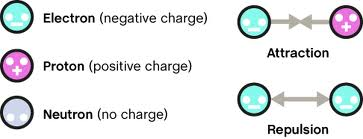 Electron (negative charge)
Proton (positive charge)
Neutron (no charge)
Attraction
Repulsion